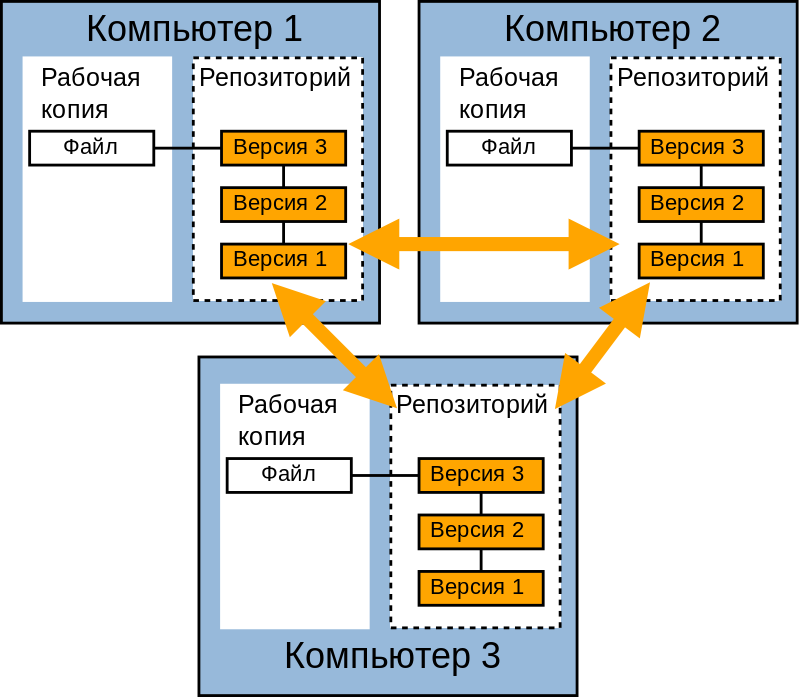 Компьютер 1
Рабочая
копия
Файл
Репозиторий
Версия 3
Версия 2
Версия 1
Компьютер 2
Рабочая
копия
Файл
Репозиторий
Версия 3
Версия 2
Версия 1
Рабочая
копия
Файл
Репозиторий
Версия 3
Версия 2
Версия 1
Компьютер 3